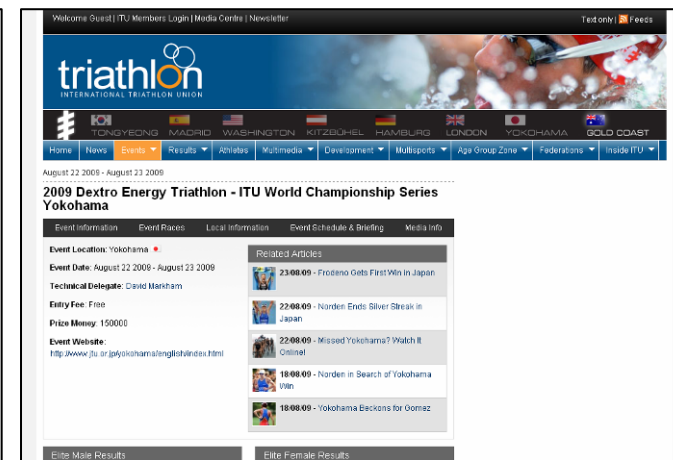 Welcome Guest | ITU Members Login | Media Centre | Newsletter
Text only | Feeds
triathlon
INTERNATIONAL TRIATHLON UNION
TONGYEONG MADRID WASHINGTON KITZBÜHEL HAMBURG LONDON YOKOHAMA GOLD COAST
Home News Events Results Athletes Multimedia Development Multisports Age Group Zone Federations Inside ITU
August 22 2009 - August 23 2009
2009 Dextro Energy Triathlon - ITU World Championship Series
Yokohama
Event Information Event Races Local Information Event Schedule & Briefing Media Info
Event Location: Yokohama
Event Date: August 22 2009 - August 23 2009
Technical Delegate: David Markham
Entry Fee: Free
Prize Money: 150000
Event Website:
http://www.jtu.or.jp/yokohama/english/index.html
Related Articles
23/08/09 - Frodeno Gets First Win in Japan
22/08/09 - Norden Ends Silver Streak in
Japan
22/08/09 - Missed Yokohama? Watch It
Online!
18/08/09 - Norden in Search of Yokohama
Win
18/08/09 - Yokohama Beckons for Gomez
Elite Male Results
Elite Female Results